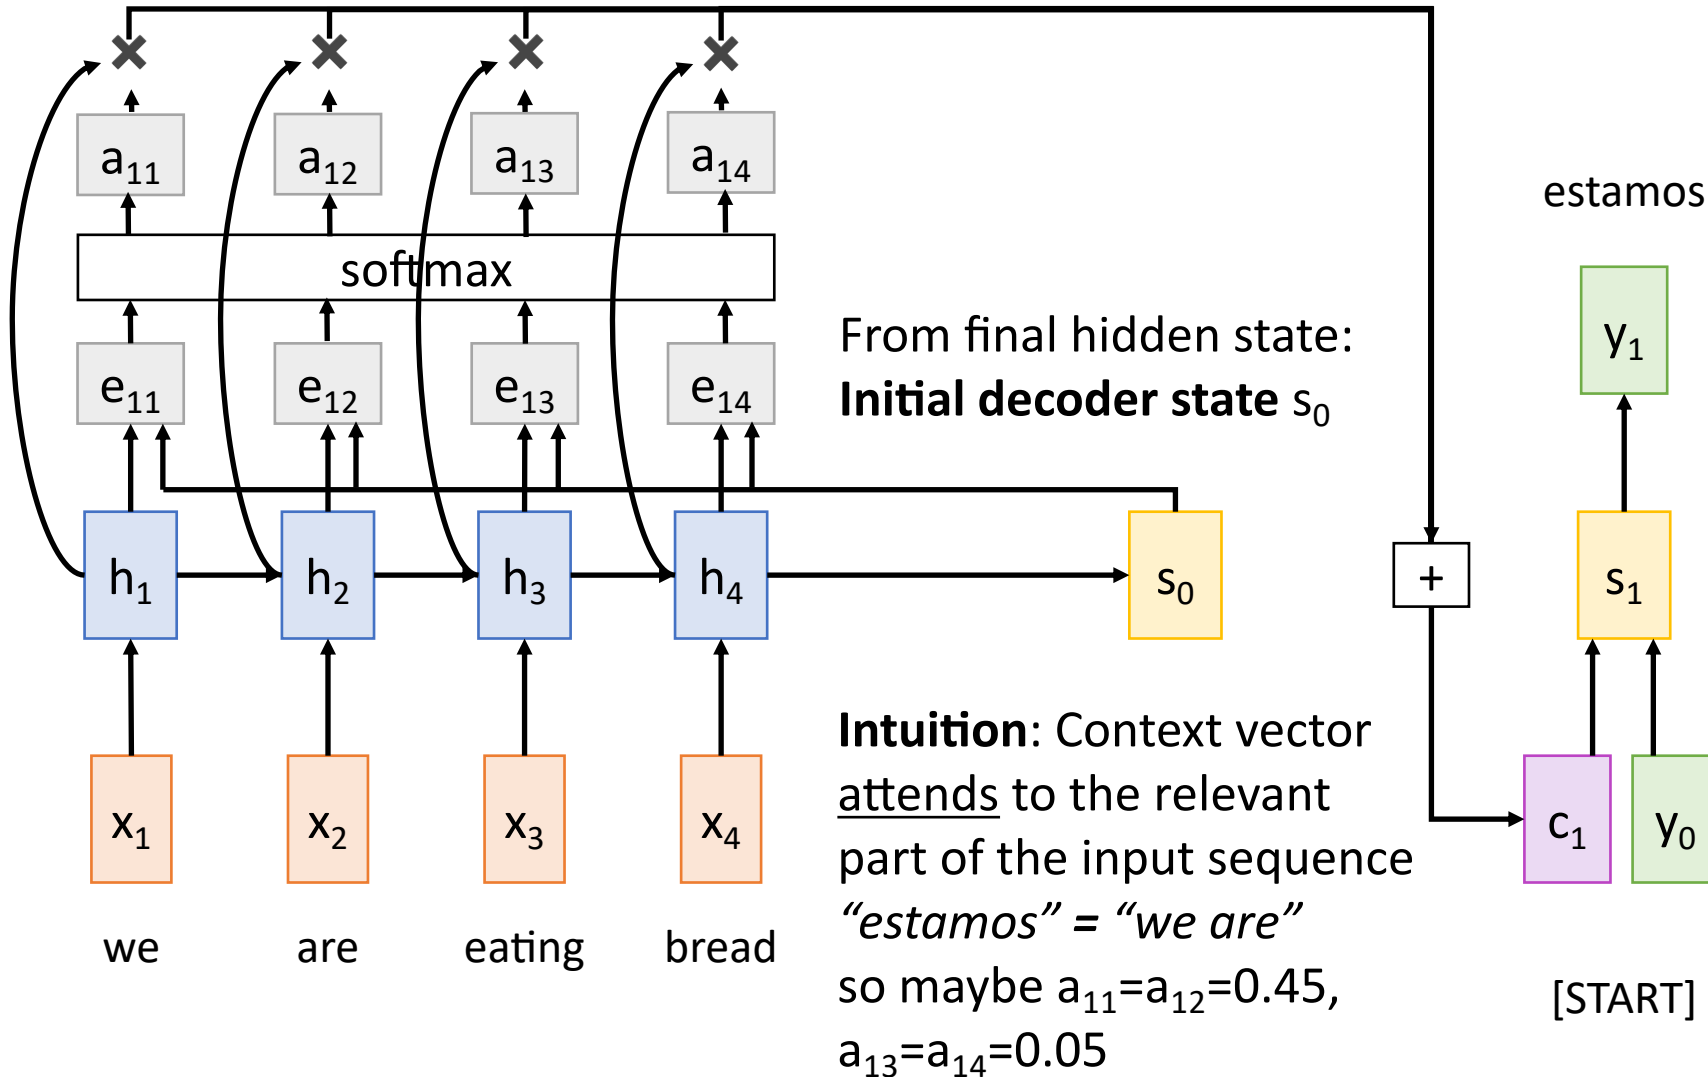 a₁₁ a₁₂ a₁₃ a₁₄
estamos
softmax
e₁₁ e₁₂ e₁₃ e₁₄
From final hidden state:
Initial decoder state s₀
y₁
h₁ h₂ h₃ h₄ s₀ + s₁
x₁ x₂ x₃ x₄
Intuition: Context vector
attends to the relevant
part of the input sequence
“estamos” = “we are”
so maybe a₁₁=a₁₂=0.45,
a₁₃=a₁₄=0.05
c₁ y₀
we are eating bread
[START]